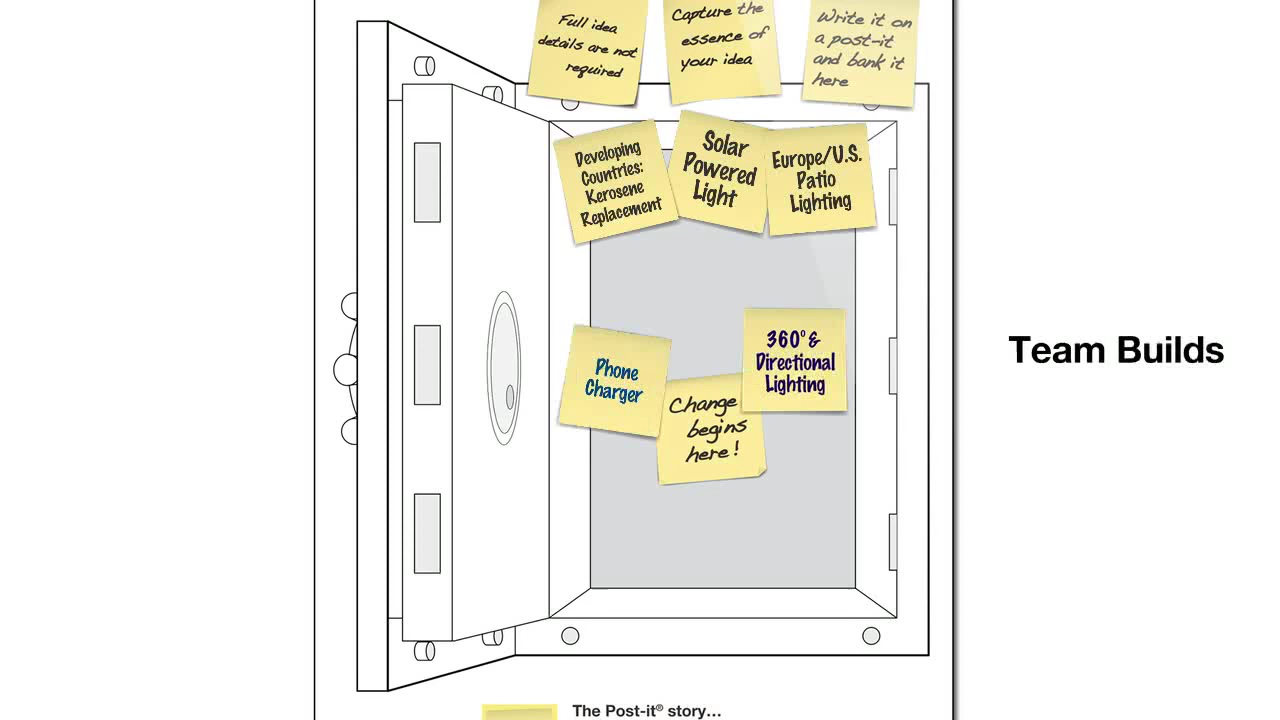 Full idea
details are not
required
Capture the
essence of
your idea
Write it on
a post-it
and bank it
here
Developing
Countries:
Kerosene
Replacement
Solar
Powered
Light
Europe/U.S.
Patio
Lighting
Phone
Charger
Change
begins
here!
360° &
Directional
Lighting
Team Builds
The Post-it® story...